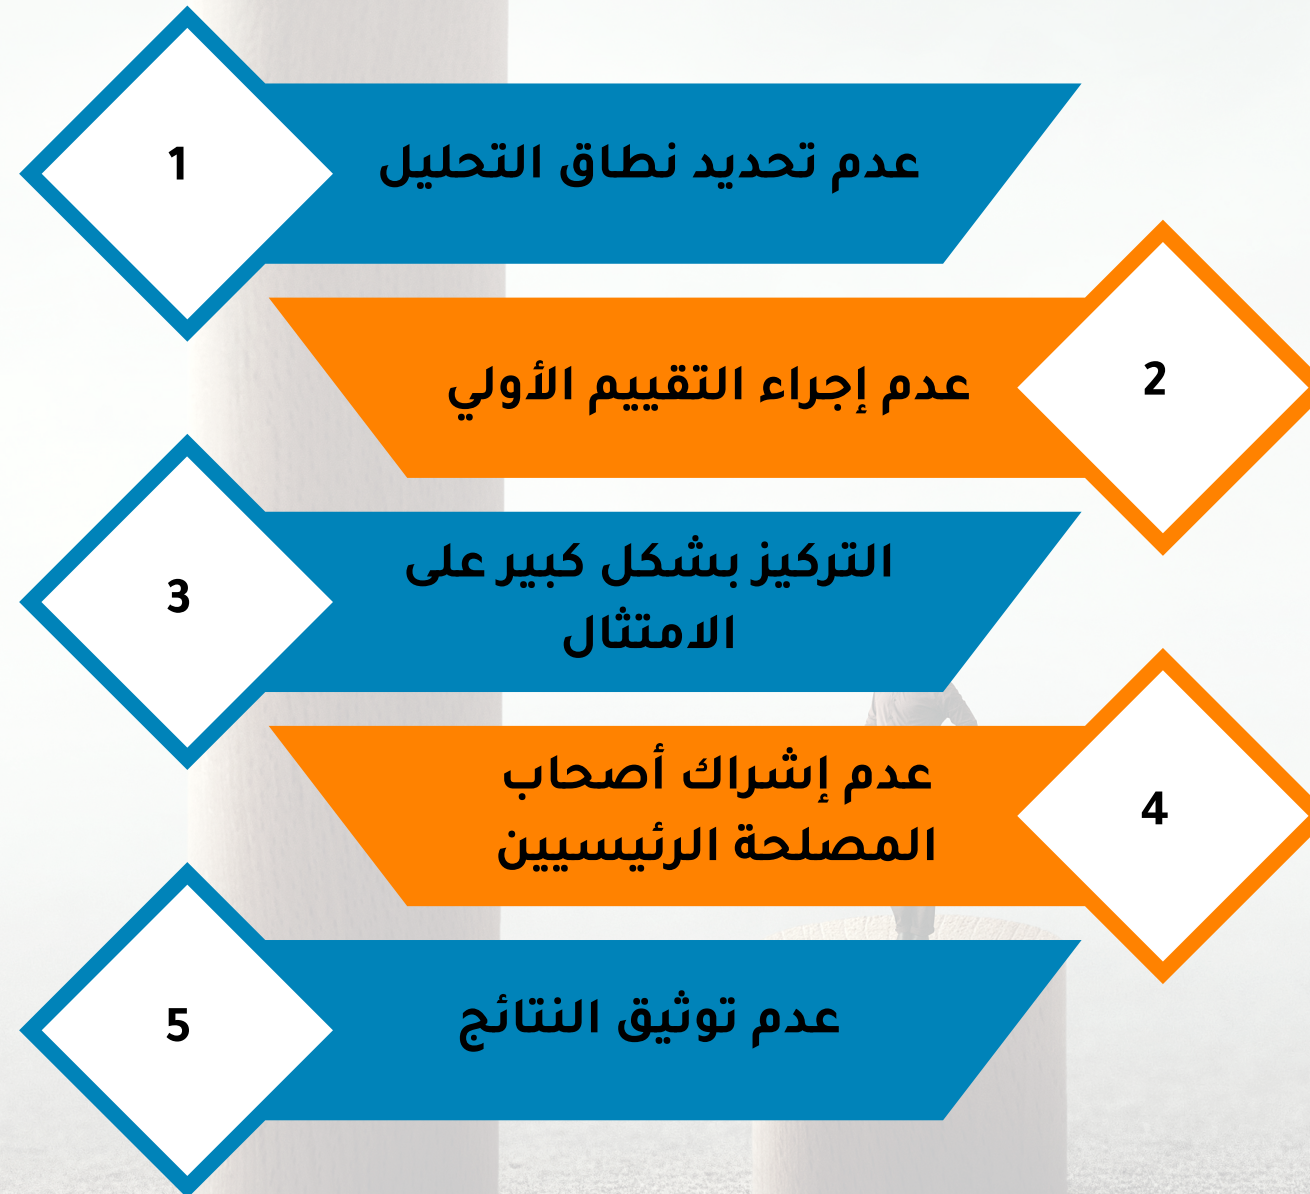 1
عدم تحديد نطاق التحليل
2
عدم إجراء التقييم الأولي
3
التركيز بشكل كبير على
الامتثال
4
عدم إشراك أصحاب
المصلحة الرئيسيين
5
عدم توثيق النتائج